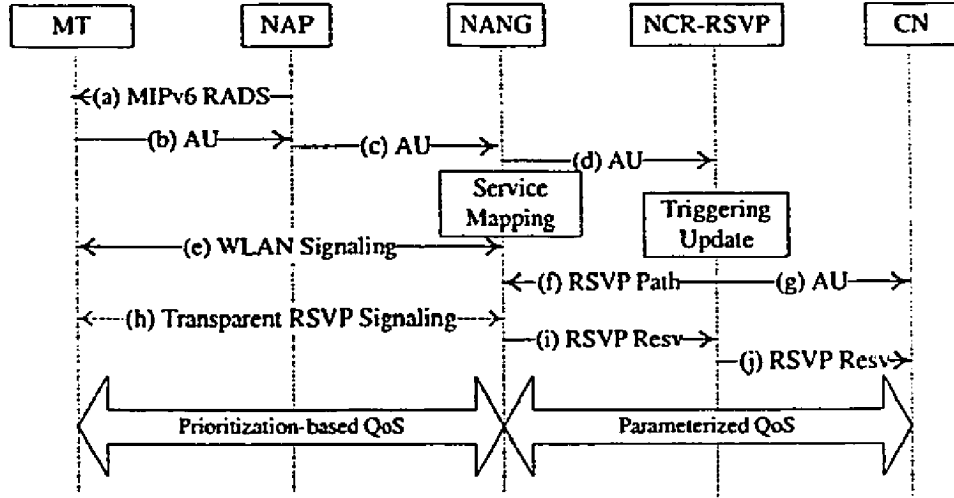 MT NAP NANG NCR-RSVP CN
(a) MIPv6 RADS
(b) AU
(c) AU
(d) AU
Service
Mapping
Triggering
Update
(e) WLAN Signaling
(f) RSVP Path
(g) AU
(h) Transparent RSVP Signaling
(i) RSVP Resv
(j) RSVP Resv
Prioritization-based QoS
Parameterized QoS